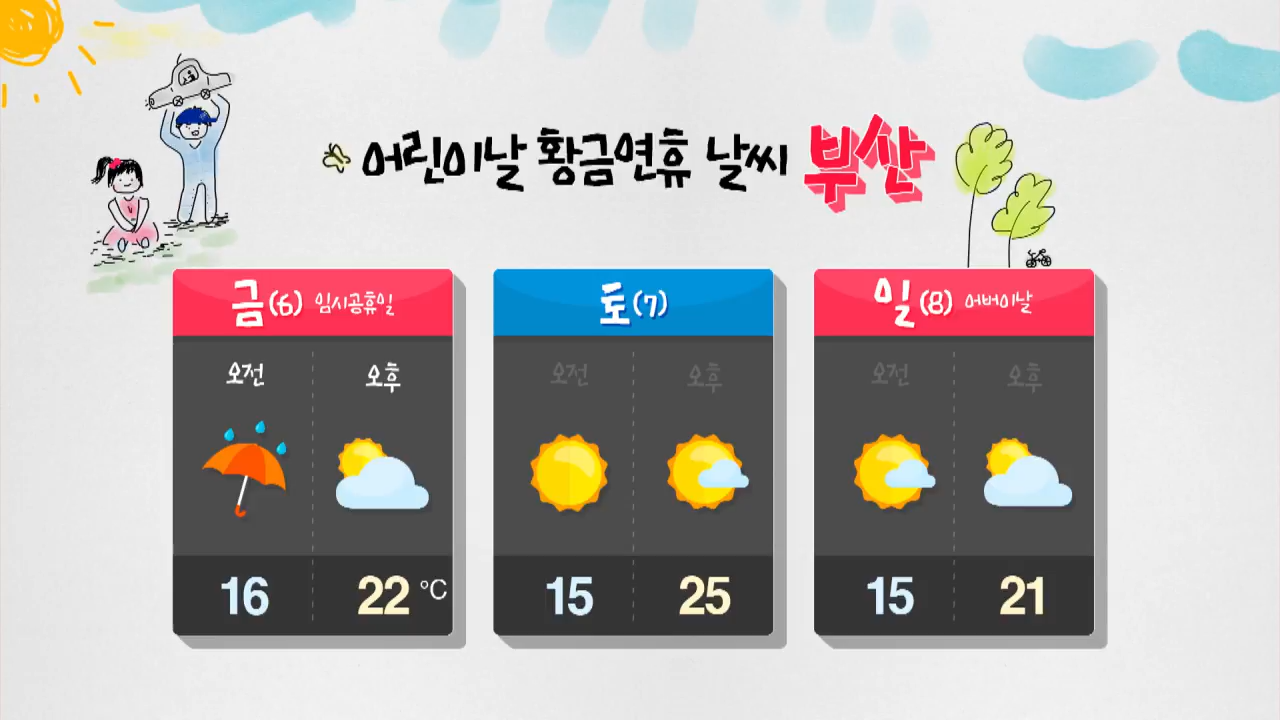 어린이날 황금연휴 날씨 부산
금(6) 임시공휴일
토(7)
일(8) 어버이날
오전 오후
오전 오후
오전 오후
16 22 ℃
15 25
15 21